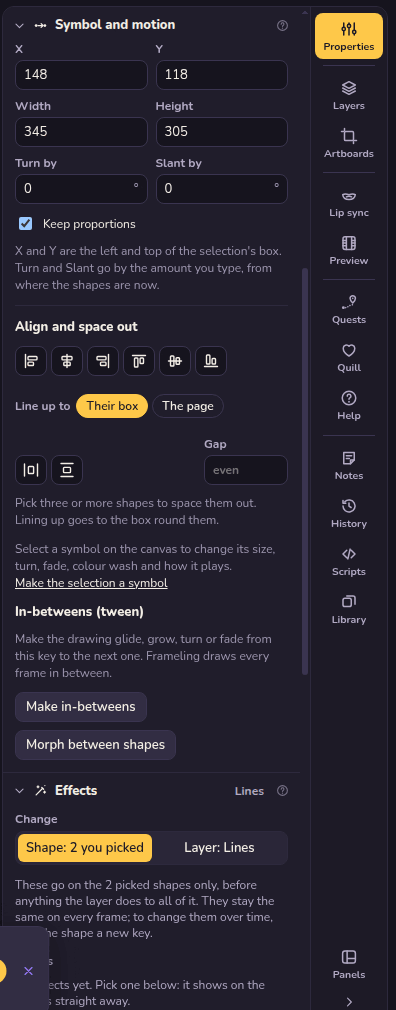 Symbol and motion
X
Y
148
118
Width
Height
345
305
Turn by
Slant by
0 °
0 °
Keep proportions
X and Y are the left and top of the selection's box.
Turn and Slant go by the amount you type, from
where the shapes are now.
Align and space out
Line up to
Their box
The page
Gap
even
Pick three or more shapes to space them out.
Lining up goes to the box round them.
Select a symbol on the canvas to change its size,
turn, fade, colour wash and how it plays.
Make the selection a symbol
In-betweens (tween)
Make the drawing glide, grow, turn or fade from
this key to the next one. Frameling draws every
frame in between.
Make in-betweens
Morph between shapes
Effects
Lines
Change
Shape: 2 you picked
Layer: Lines
These go on the 2 picked shapes only, before
anything the layer does to all of it. They stay the
same on every frame; to change them over time,
the shape a new key.
yet. Pick one below: it shows on the
straight away.
Properties
Layers
Artboards
Lip sync
Preview
Quests
Quill
Help
Notes
History
Scripts
Library
Panels